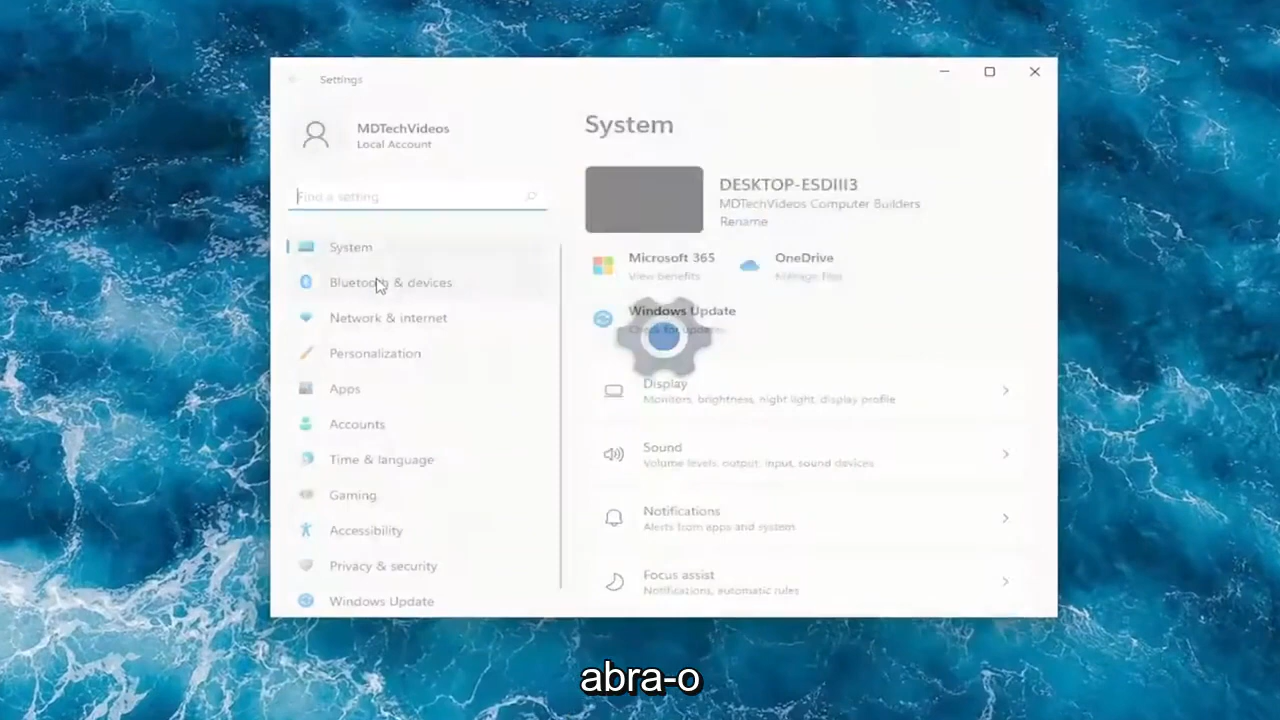 Settings
MDTechVideos
Local Account
Find a setting
System
Bluetooth & devices
Network & internet
Personalization
Apps
Accounts
Time & language
Gaming
Accessibility
Privacy & security
Windows Update
System
DESKTOP-ESDIII3
MDTechVideos Computer Builders
Rename
Microsoft 365
View benefits
OneDrive
Manage files
Windows Update
Check for updates
Display
Monitors, brightness, night light, display profile
Sound
Volume levels, output, input, sound devices
Notifications
Alerts from apps and system
Focus assist
Notifications, automatic rules
abra-o